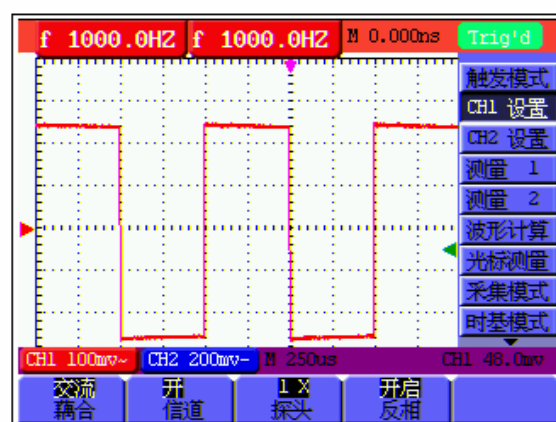 f 1000.0HZ f 1000.0HZ M 0.000ns Trig'd
触发模式
CH1 设置
CH2 设置
测量 1
测量 2
波形计算
光标测量
采集模式
时基模式
CH1 100mv~ CH2 200mv- M 250us CH1 48.0mv
交流 开 1 X 开启
藕合 信道 探头 反相